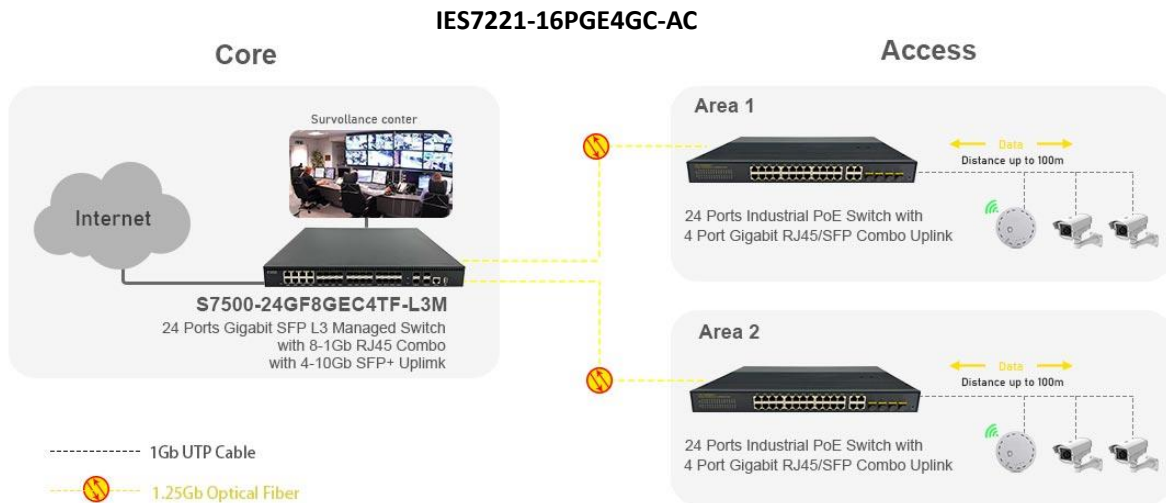 IES7221-16PGE4GC-AC
Core
Access
Survollance conter
Internet
S7500-24GF8GEC4TF-L3M
24 Ports Gigabit SFP L3 Managed Switch
with 8-1Gb RJ45 Combo
with 4-10Gb SFP+ Uplimk
Area 1
Data
Distance up to 100m
24 Ports Industrial PoE Switch with
4 Port Gigabit RJ45/SFP Combo Uplink
Area 2
Data
Distance up to 100m
24 Ports Industrial PoE Switch with
4 Port Gigabit RJ45/SFP Combo Uplink
1Gb UTP Cable
1.25Gb Optical Fiber